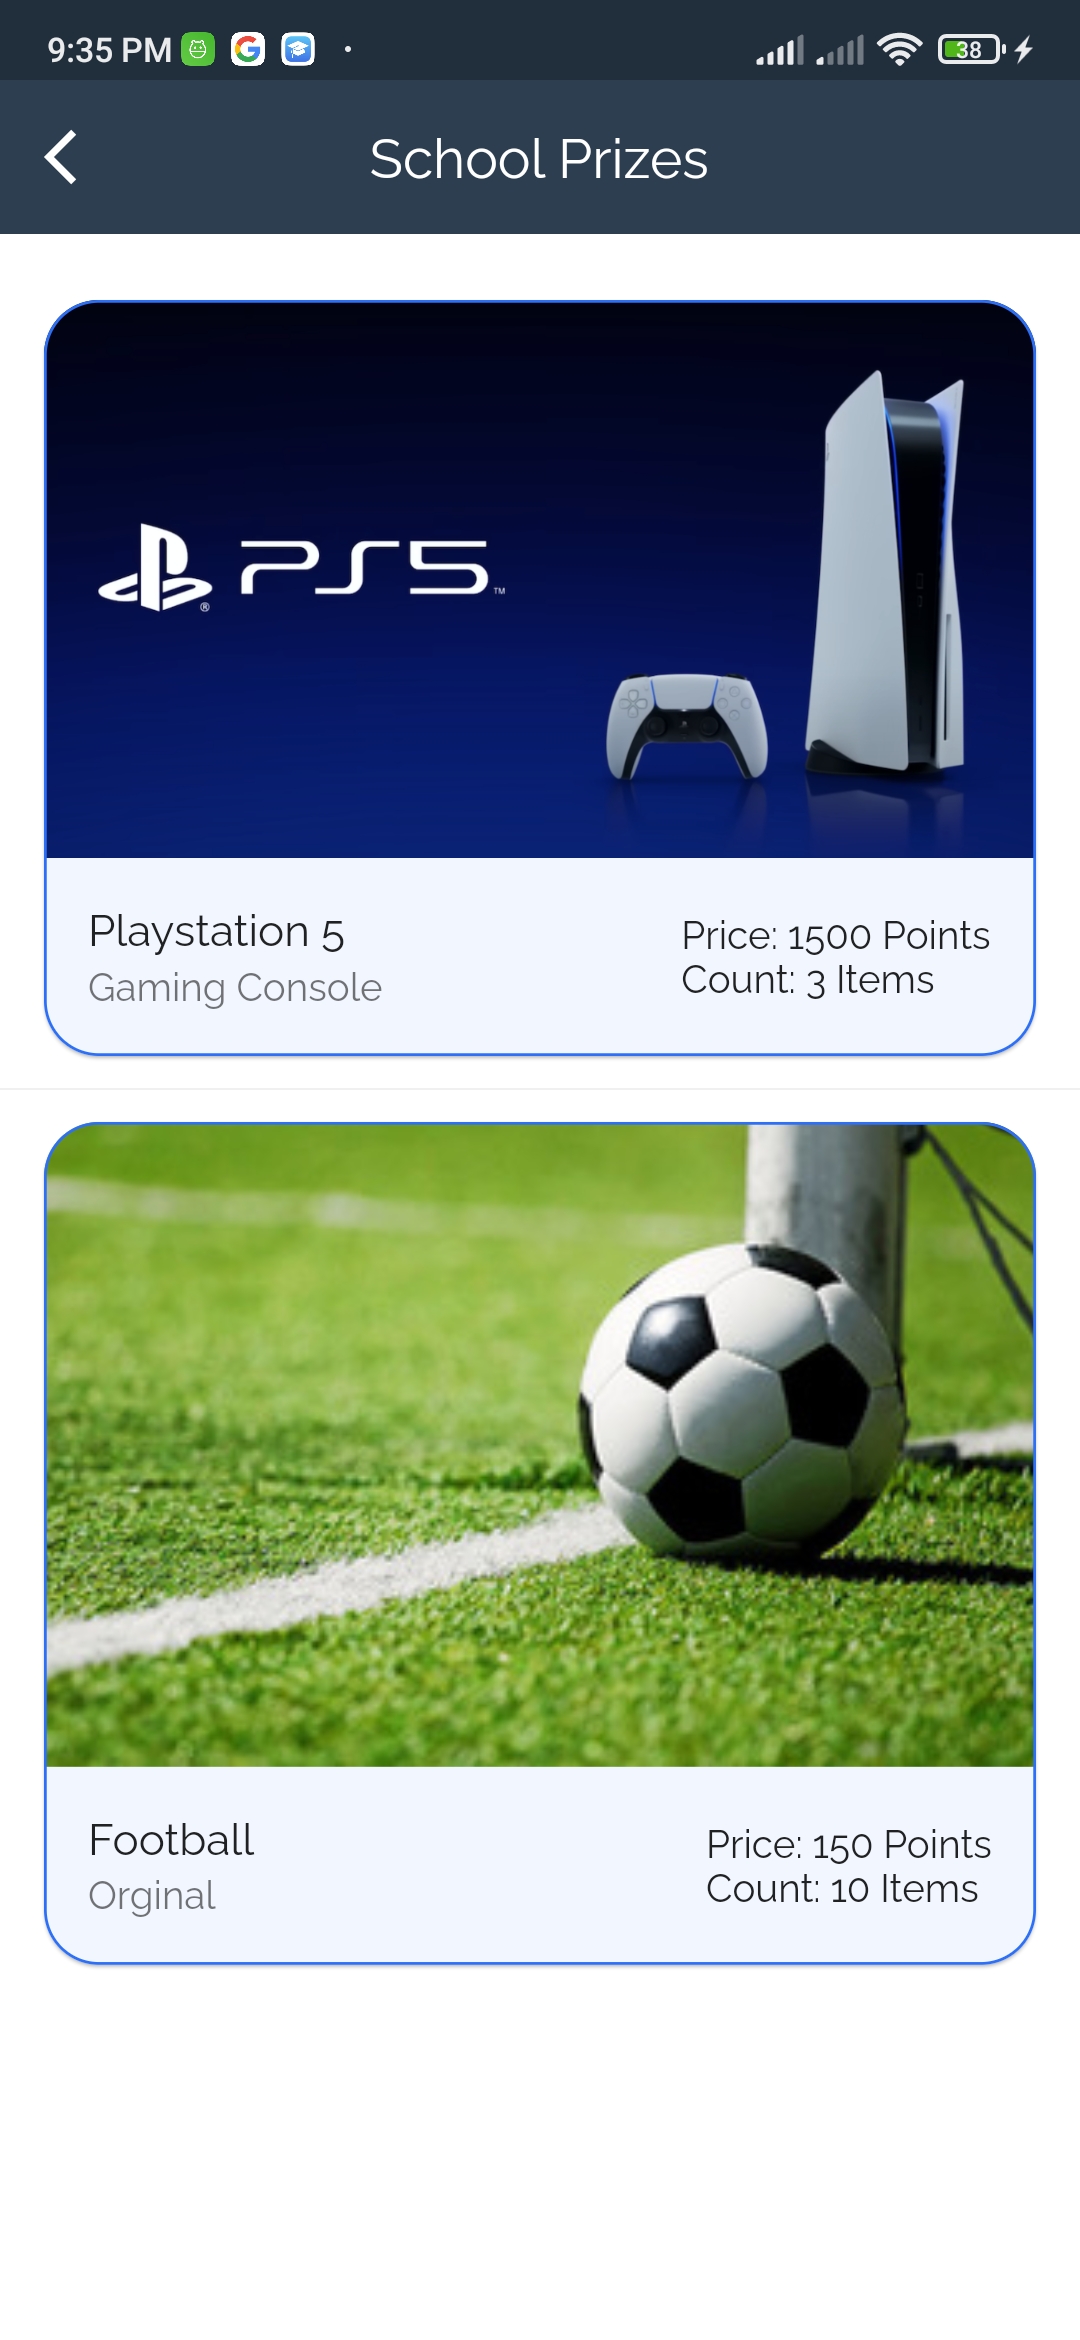 9:35 PM
38
School Prizes
PS5™
Playstation 5
Gaming Console
Price: 1500 Points
Count: 3 Items
Football
Orginal
Price: 150 Points
Count: 10 Items